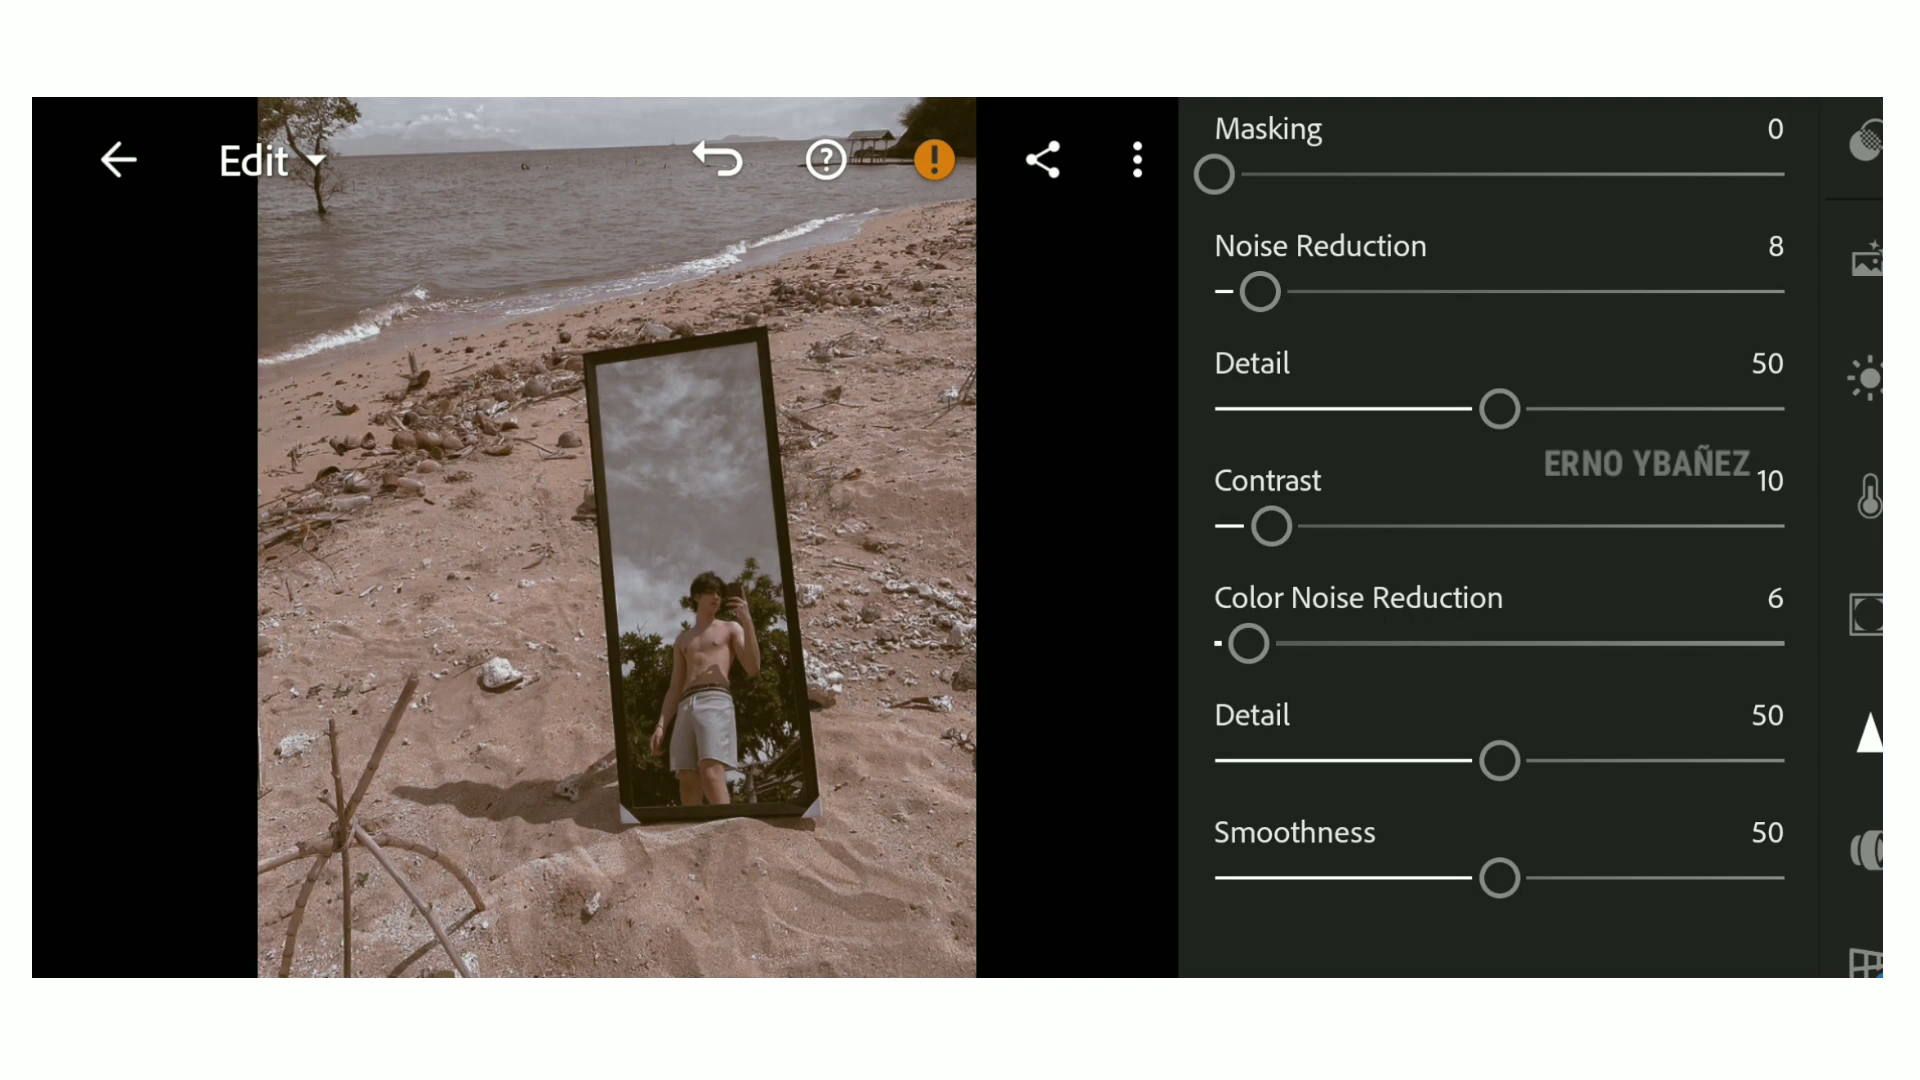 Edit
Masking 0
Noise Reduction 8
Detail 50
ERNO YBAÑEZ
Contrast 10
Color Noise Reduction 6
Detail 50
Smoothness 50